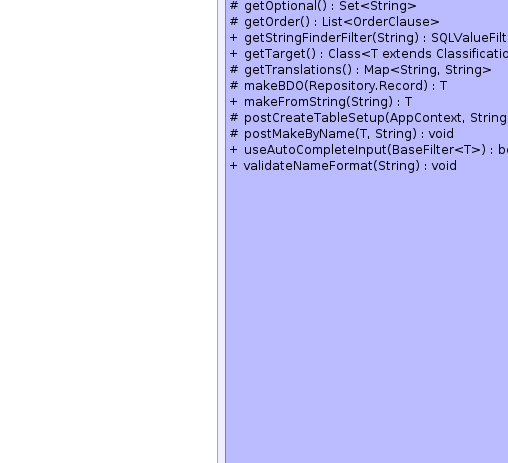 # getOptional() : Set<String>
# getOrder() : List<OrderClause>
+ getStringFinderFilter(String) : SQLValueFilt
+ getTarget() : Class<T extends Classificatio
# getTranslations() : Map<String, String>
# makeBDO(Repository.Record) : T
+ makeFromString(String) : T
# postCreateTableSetup(AppContext, String
# postMakeByName(T, String) : void
+ useAutoCompleteInput(BaseFilter<T>) : bo
+ validateNameFormat(String) : void